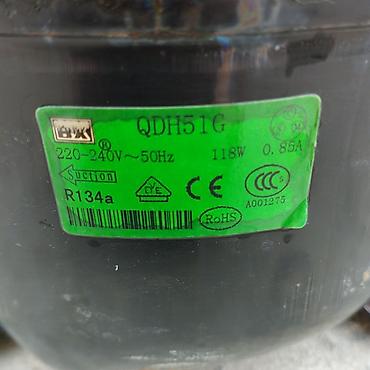 QDH51G
220-240V~50Hz 118W 0.85A
Suction
R134a
CE
CCC S
A001275
RoHS